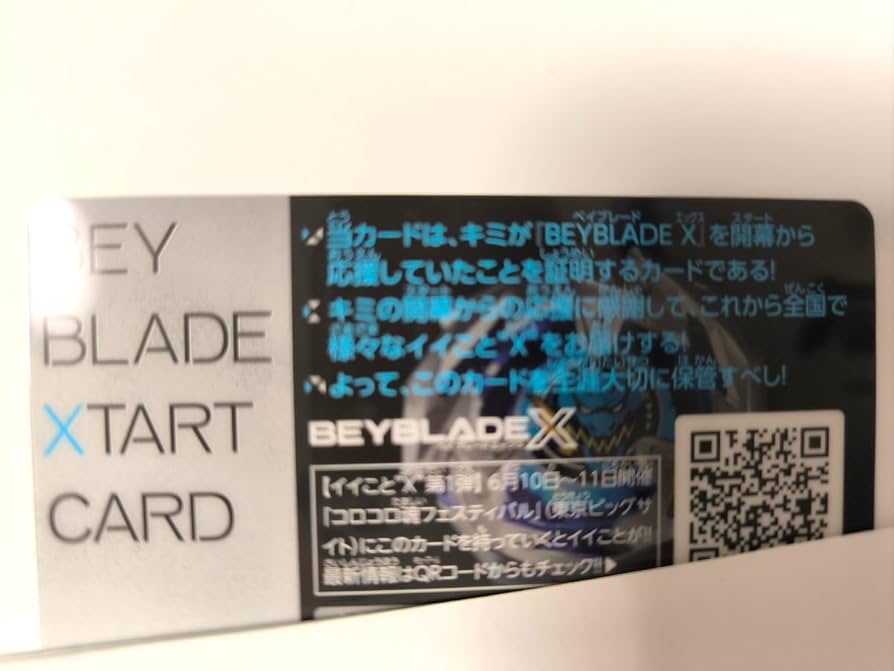 BEY
BLADE
XTART
CARD
当カードは、キミが「BEYBLADE X」を開幕から
応援していたことを証明するカードである!
キミの開幕からの応援に感謝して、これから全国で
様々なイイこと"X"をお届けする!
よって、このカードを生涯大切に保管すべし!
BEYBLADE X
【イイこと"X"第1弾】6月10日〜11日開催
「コロコロ魂フェスティバル」(東京ビッグサ
イト)にこのカードを持っていくとイイことが!!
最新情報はQRコードからもチェック!!▶